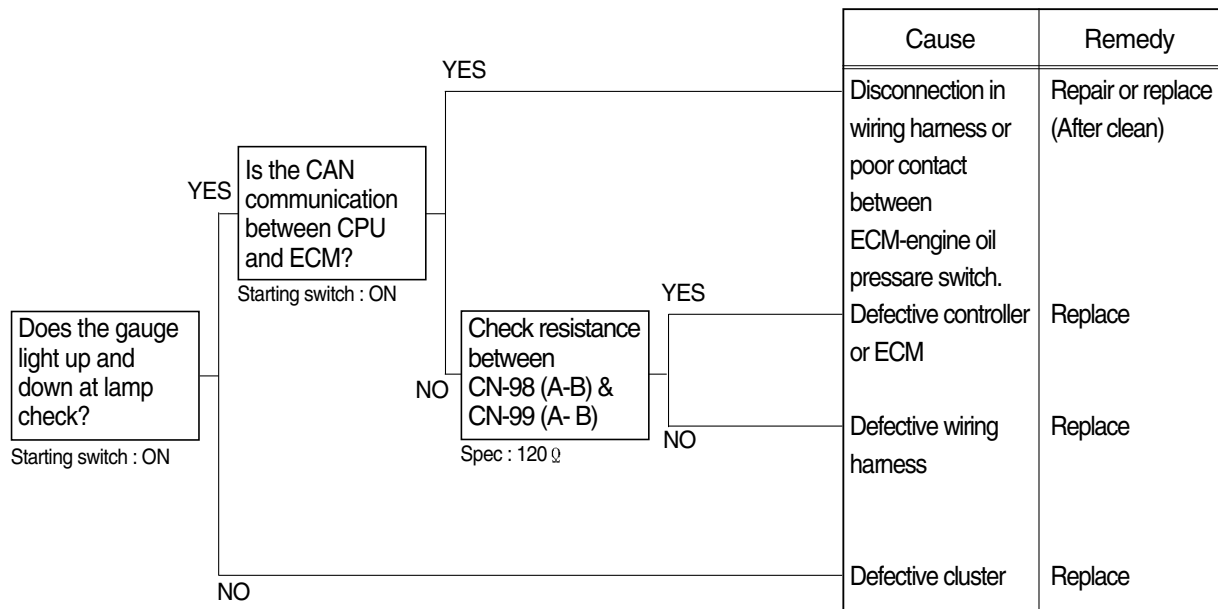 Cause
Remedy
YES
Disconnection in
wiring harness or
poor contact
between
ECM-engine oil
pressare switch.
Repair or replace
(After clean)
YES
Is the CAN
communication
between CPU
and ECM?
Starting switch : ON
Does the gauge
light up and
down at lamp
check?
Starting switch : ON
NO
Check resistance
between
CN-98 (A-B) &
CN-99 (A- B)
Spec : 120 Ω
YES
Defective controller
or ECM
Replace
NO
Defective wiring
harness
Replace
NO
Defective cluster
Replace